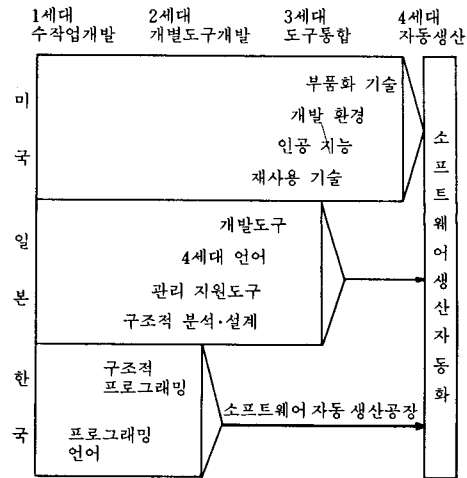 1세대 2세대 3세대 4세대
수작업개발 개별도구개발 도구통합 자동생산
미국
부품화 기술
개발 환경
인공 지능
재사용 기술
일본
개발도구
4세대 언어
관리 지원도구
구조적 분석·설계
한국
구조적
프로그래밍
프로그래밍
언어
소프트웨어 자동 생산공장
소프트웨어생산자동화